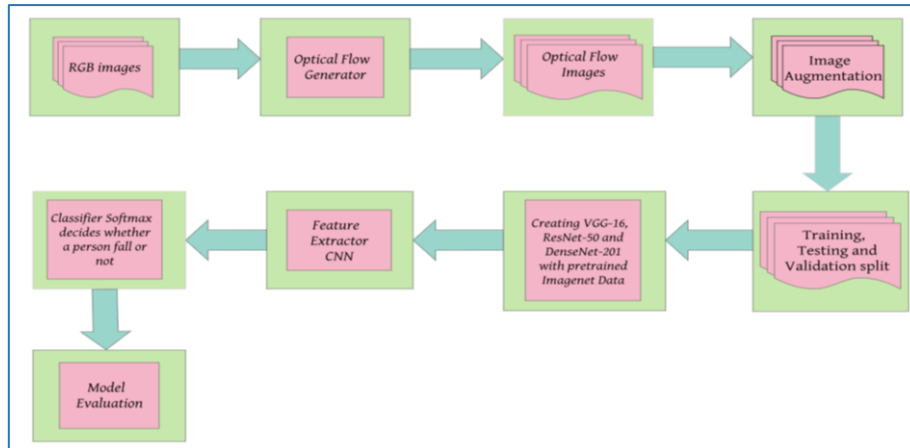 RGB images
Optical Flow
Generator
Optical Flow
Images
Image
Augmentation
Training,
Testing and
Validation split
Creating VGG-16,
ResNet-50 and
DenseNet-201
with pretrained
Imagenet Data
Feature
Extractor
CNN
Classifier Softmax
decides whether
a person fall or
not
Model
Evaluation